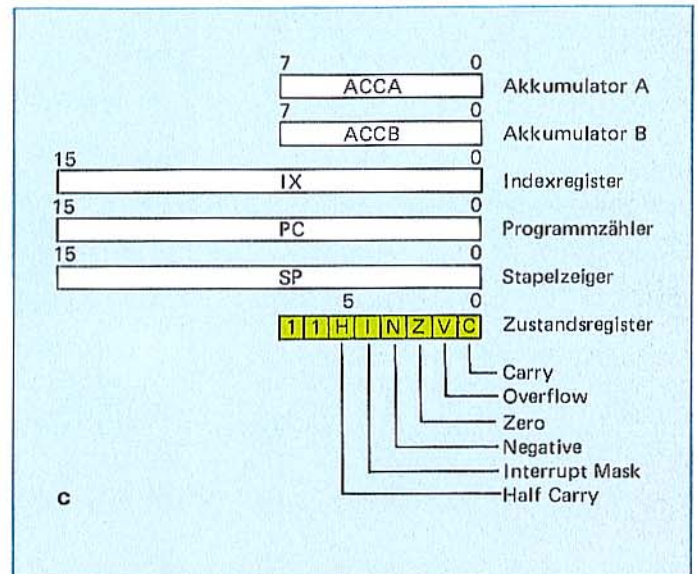 7 0
ACCA Akkumulator A
7 0
ACCB Akkumulator B
15 0
IX Indexregister
15 0
PC Programmzähler
15 0
SP Stapelzeiger
5 0
1 1 H I N Z V C Zustandsregister
Carry
Overflow
Zero
Negative
Interrupt Mask
Half Carry
c